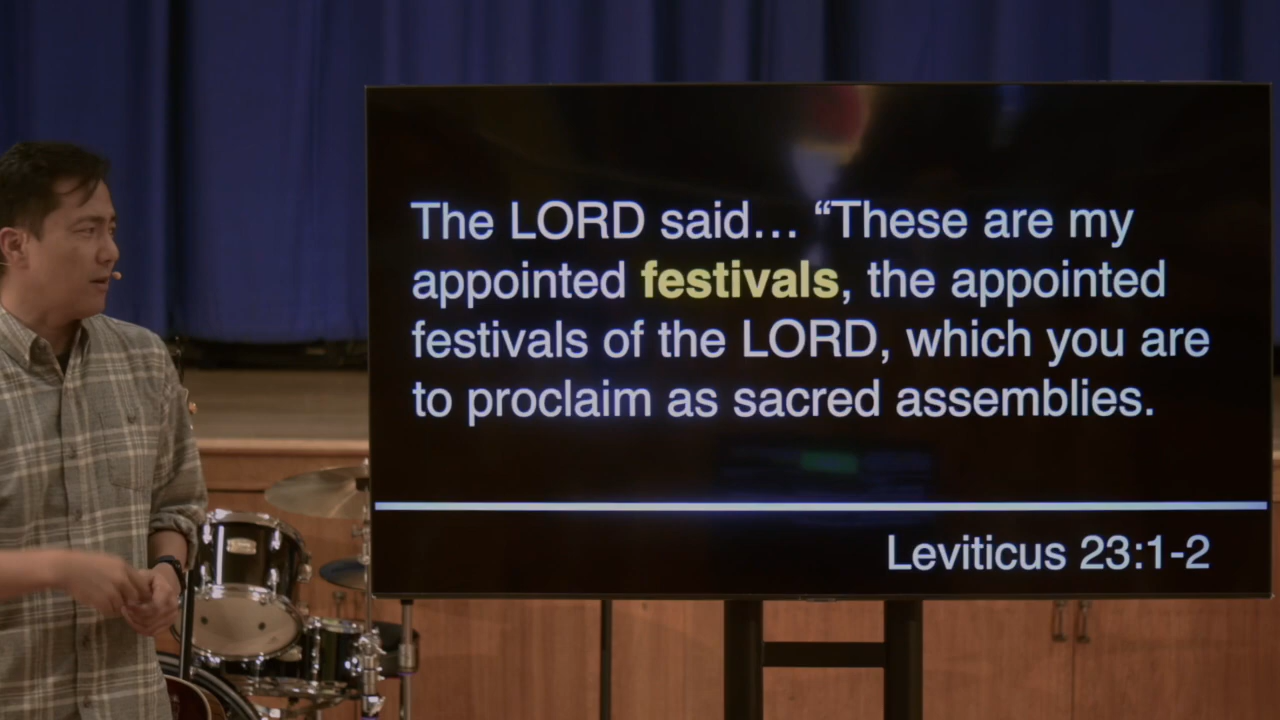 The LORD said… “These are my
appointed festivals, the appointed
festivals of the LORD, which you are
to proclaim as sacred assemblies.
Leviticus 23:1-2